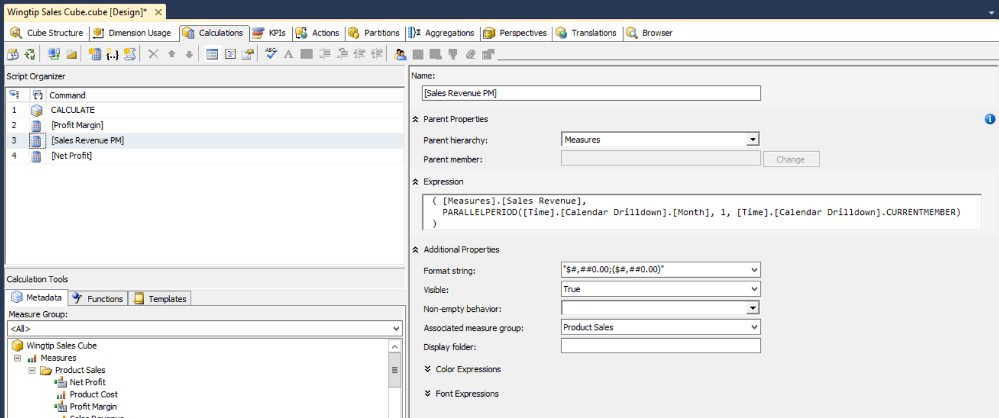 Wingtip Sales Cube.cube [Design]*
Cube Structure Dimension Usage Calculations KPIs Actions Partitions Aggregations Perspectives Translations Browser
Script Organizer
Command
1 CALCULATE
2 [Profit Margin]
3 [Sales Revenue PM]
4 [Net Profit]
Calculation Tools
Metadata Functions Templates
Measure Group:
<All>
Wingtip Sales Cube
Measures
Product Sales
Net Profit
Product Cost
Profit Margin
Sales Revenue
Name:
[Sales Revenue PM]
Parent Properties
Parent hierarchy: Measures
Parent member: Change
Expression
( [Measures].[Sales Revenue],
PARALLELPERIOD([Time].[Calendar Drilldown].[Month], 1, [Time].[Calendar Drilldown].CURRENTMEMBER)
)
Additional Properties
Format string: "$#,##0.00;($#,##0.00)"
Visible: True
Non-empty behavior:
Associated measure group: Product Sales
Display folder:
Color Expressions
Font Expressions